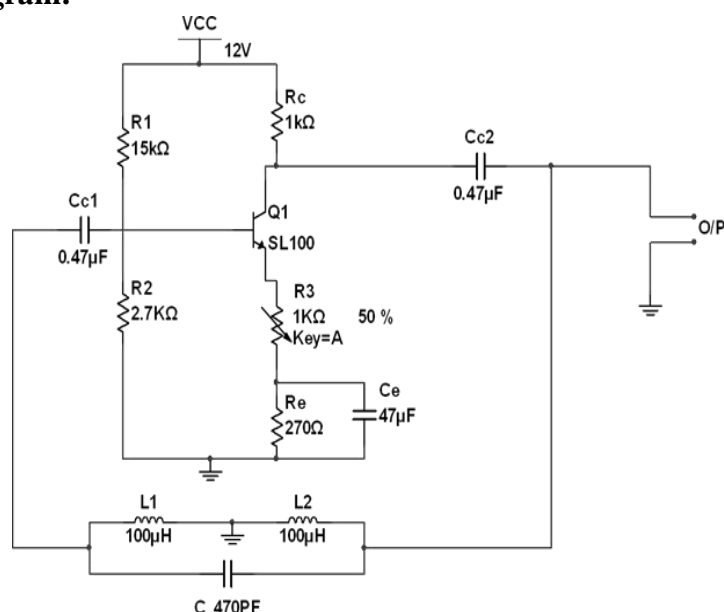 VCC
12V
R1
15kΩ
Rc
1kΩ
Cc2
0.47µF
Cc1
0.47µF
Q1
SL100
O/P
R2
2.7KΩ
R3
1KΩ 50 %
Key=A
Re
270Ω
Ce
47µF
L1
100µH
L2
100µH
C 470PF